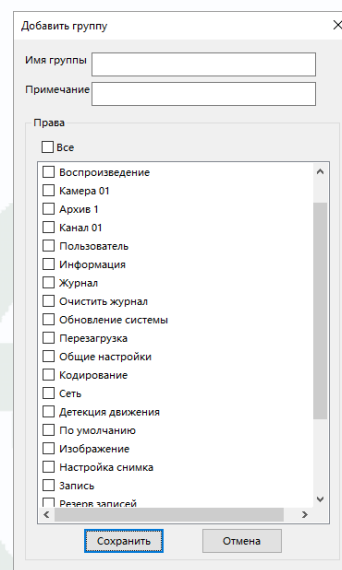 Добавить группу
Имя группы
Примечание
Права
Все
Воспроизведение
Камера 01
Архив 1
Канал 01
Пользователь
Информация
Журнал
Очистить журнал
Обновление системы
Перезагрузка
Общие настройки
Кодирование
Сеть
Детекция движения
По умолчанию
Изображение
Настройка снимка
Запись
Резерв записей
Сохранить Отмена